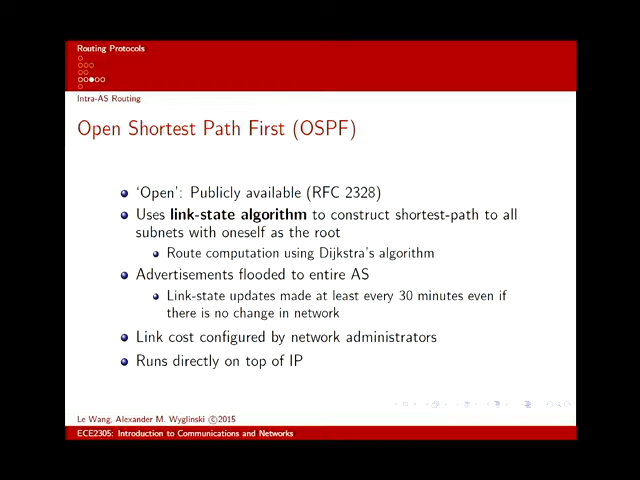 Routing Protocols
Intra-AS Routing
Open Shortest Path First (OSPF)
'Open': Publicly available (RFC 2328)
Uses link-state algorithm to construct shortest-path to all
subnets with oneself as the root
Route computation using Dijkstra's algorithm
Advertisements flooded to entire AS
Link-state updates made at least every 30 minutes even if
there is no change in network
Link cost configured by network administrators
Runs directly on top of IP
Le Wang, Alexander M. Wyglinski ©2015
ECE2305: Introduction to Communications and Networks